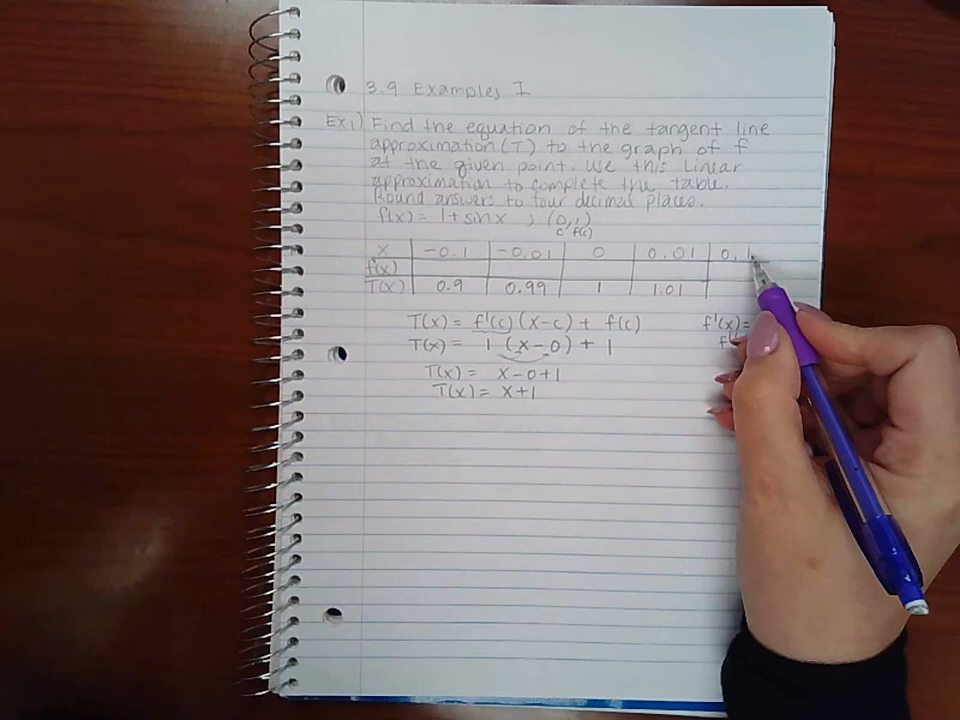 3.9 Examples I
Ex1) Find the equation of the tangent line
approximation (T) to the graph of f
at the given point. Use this Linear
approximation to complete the table.
Round answers to four decimal places.
f(x) = 1 + sin x ; (0, 1)
c f(c)
x -0.1 -0.01 0 0.01 0.1
f(x)
T(x) 0.9 0.99 1 1.01
T(x) = f'(c) (x-c) + f(c) f'(x)=
T(x) = 1 (x-0) + 1
T(x) = x-0+1
T(x) = x+1